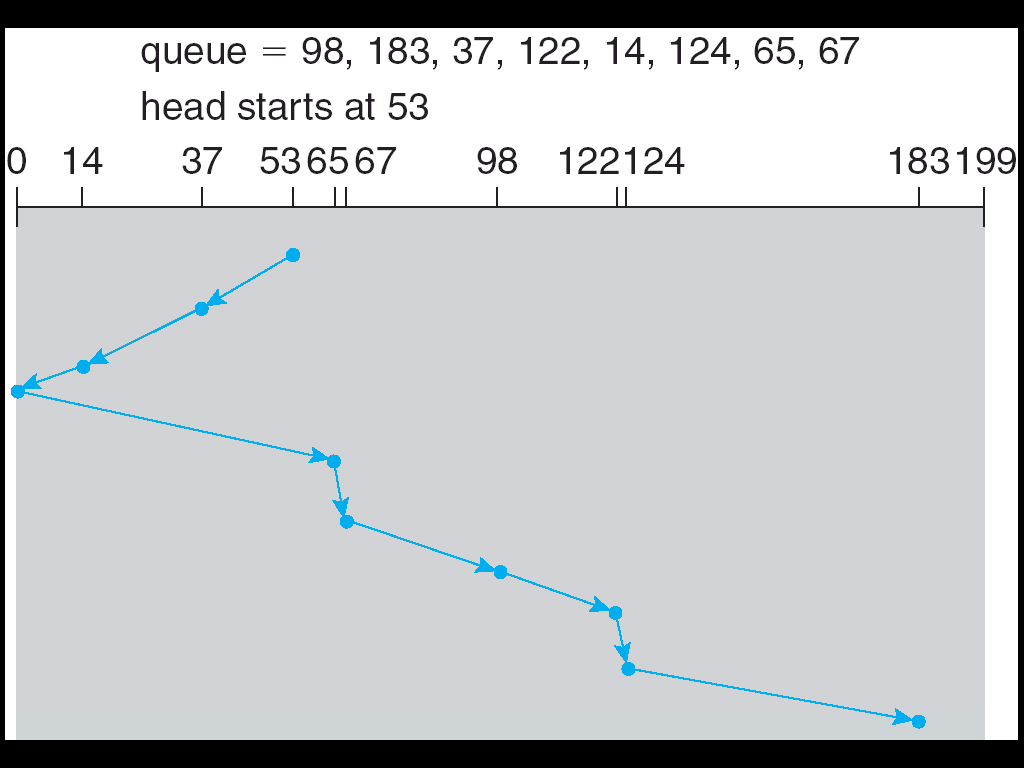 queue = 98, 183, 37, 122, 14, 124, 65, 67
head starts at 53
0 14 37 53 65 67 98 122 124 183 199